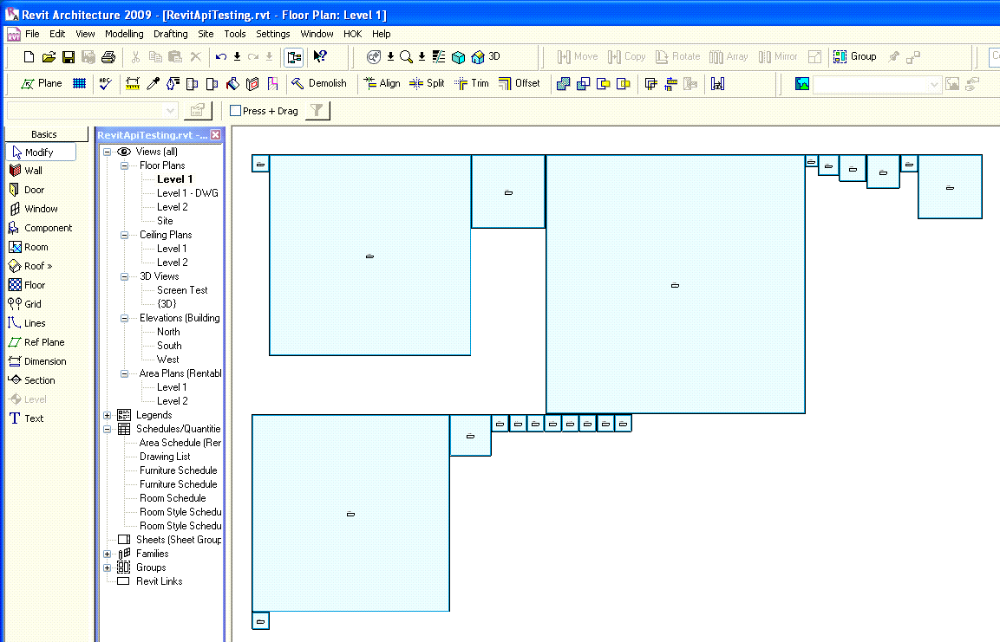 Revit Architecture 2009 - [RevitApiTesting.rvt - Floor Plan: Level 1]
File Edit View Modelling Drafting Site Tools Settings Window HOK Help
3D Move Copy Rotate Array Mirror Group
Plane Demolish Align Split Trim Offset
Press + Drag
Basics
Modify
Wall
Door
Window
Component
Room
Roof »
Floor
Grid
Lines
Ref Plane
Dimension
Section
Level
Text
RevitApiTesting.rvt -...
Views (all)
Floor Plans
Level 1
Level 1 - DWG
Level 2
Site
Ceiling Plans
Level 1
Level 2
3D Views
Screen Test
{3D}
Elevations (Building
North
South
West
Area Plans (Rentabl
Level 1
Level 2
Legends
Schedules/Quantitie
Area Schedule (Rer
Drawing List
Furniture Schedule
Furniture Schedule
Room Schedule
Room Style Schedu
Room Style Schedu
Sheets (Sheet Group
Families
Groups
Revit Links